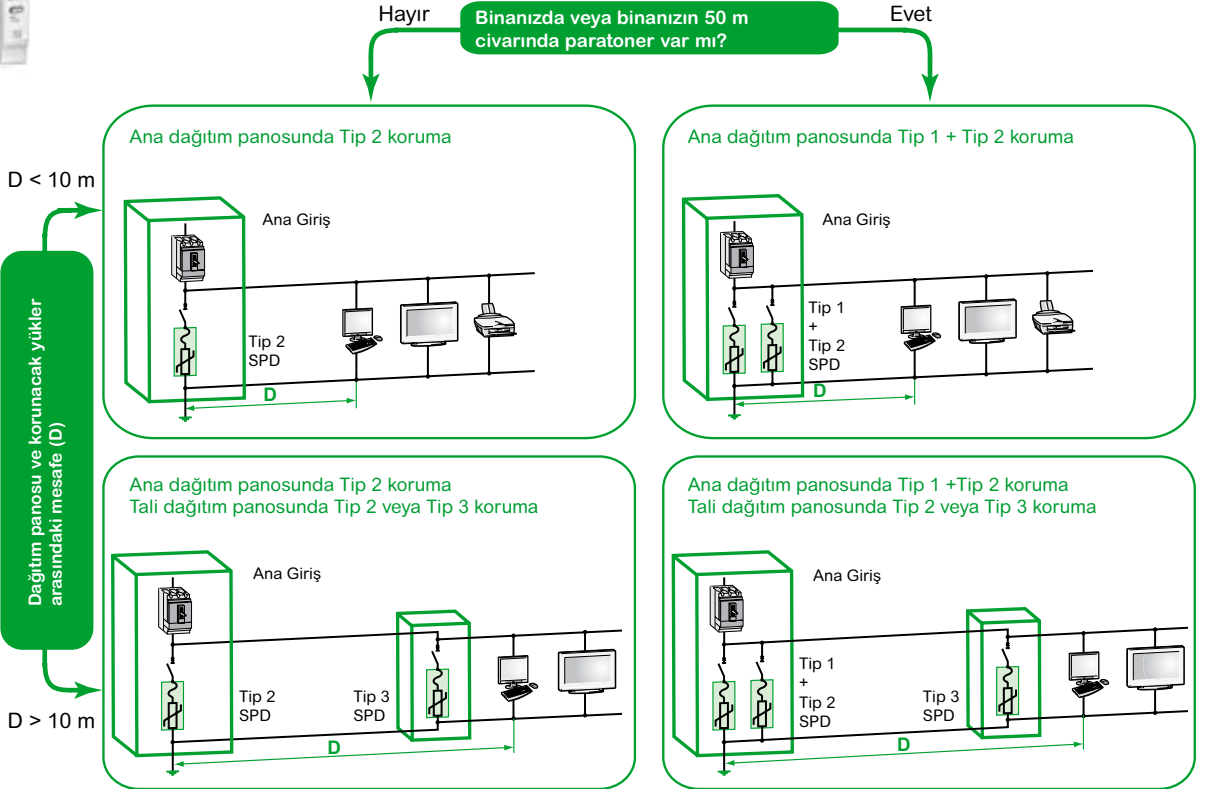 Hayır
Binanızda veya binanızın 50 m
civarında paratoner var mı?
Evet
D < 10 m
Dağıtım panosu ve korunacak yükler
arasındaki mesafe (D)
D > 10 m
Ana dağıtım panosunda Tip 2 koruma
Ana Giriş
Tip 2
SPD
D
Ana dağıtım panosunda Tip 1 + Tip 2 koruma
Ana Giriş
Tip 1
+
Tip 2
SPD
D
Ana dağıtım panosunda Tip 2 koruma
Tali dağıtım panosunda Tip 2 veya Tip 3 koruma
Ana Giriş
Tip 2
SPD
Tip 3
SPD
D
Ana dağıtım panosunda Tip 1 +Tip 2 koruma
Tali dağıtım panosunda Tip 2 veya Tip 3 koruma
Ana Giriş
Tip 1
+
Tip 2
SPD
Tip 3
SPD
D